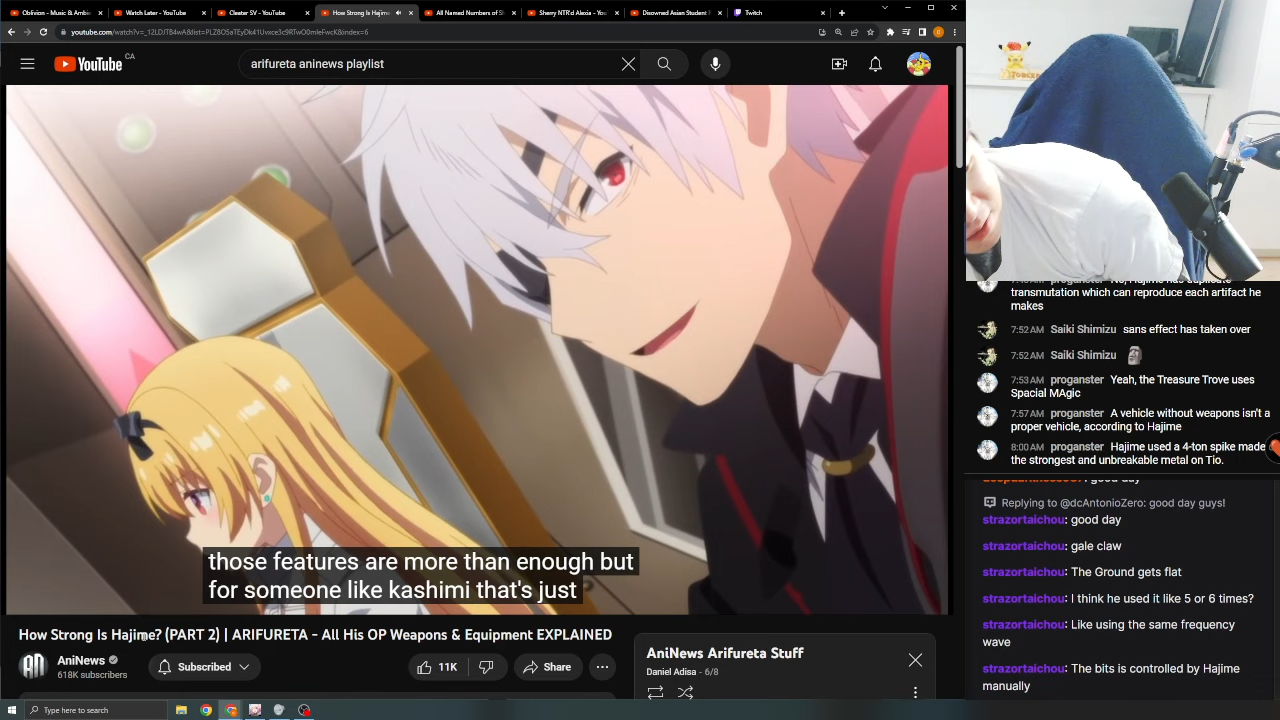 Oblivion - Music & Ambi
Watch Later - YouTube
Cleater SV - YouTube
How Strong Is Hajime
All Named Numbers of S
Sherry NTR'd Alexia - You
Disowned Asian Student
Twitch
youtube.com/watch?v=_12LDJTB4wA&list=PLZBO5aTEyDk41Uvxce3c9RTwO0mIeFwcK&index=6
YouTube CA
arifureta aninews playlist
those features are more than enough but
for someone like kashimi that's just
How Strong Is Hajime? (PART 2) | ARIFURETA - All His OP Weapons & Equipment EXPLAINED
AniNews
618K subscribers
Subscribed
11K
Share
AniNews Arifureta Stuff
Daniel Adisa - 6/8
transmutation which can reproduce each artifact he
makes
7:52 AM Saiki Shimizu sans effect has taken over
7:52 AM Saiki Shimizu
7:53 AM proganster Yeah, the Treasure Trove uses
Spacial MAgic
7:57 AM proganster A vehicle without weapons isn't a
proper vehicle, according to Hajime
8:00 AM proganster Hajime used a 4-ton spike made
the strongest and unbreakable metal on Tio.
Replying to @dcAntonioZero: good day guys!
strazortaichou: good day
strazortaichou: gale claw
strazortaichou: The Ground gets flat
strazortaichou: I think he used it like 5 or 6 times?
strazortaichou: Like using the same frequency
wave
strazortaichou: The bits is controlled by Hajime
manually
Type here to search